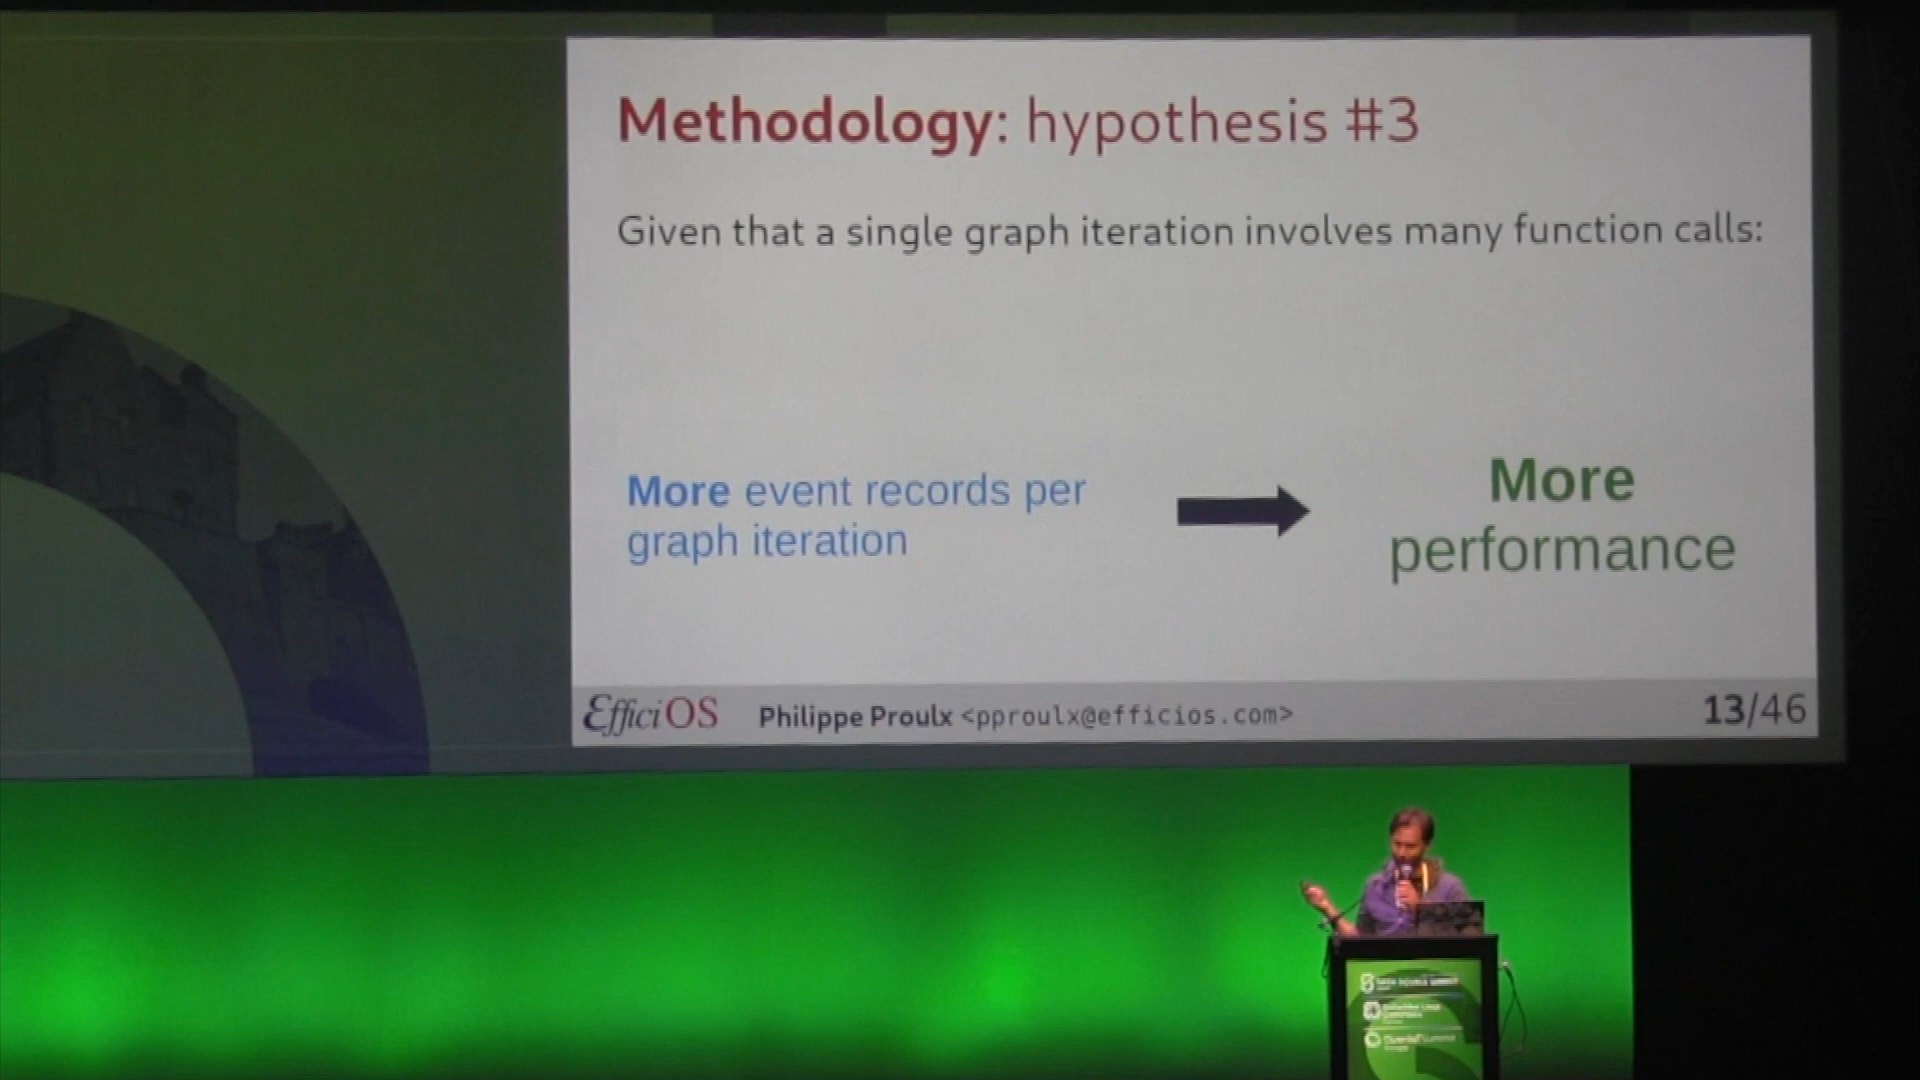 Methodology: hypothesis #3
Given that a single graph iteration involves many function calls:
More event records per
graph iteration
More
performance
EfficiOS
Philippe Proulx <pproulx@efficios.com>
13/46